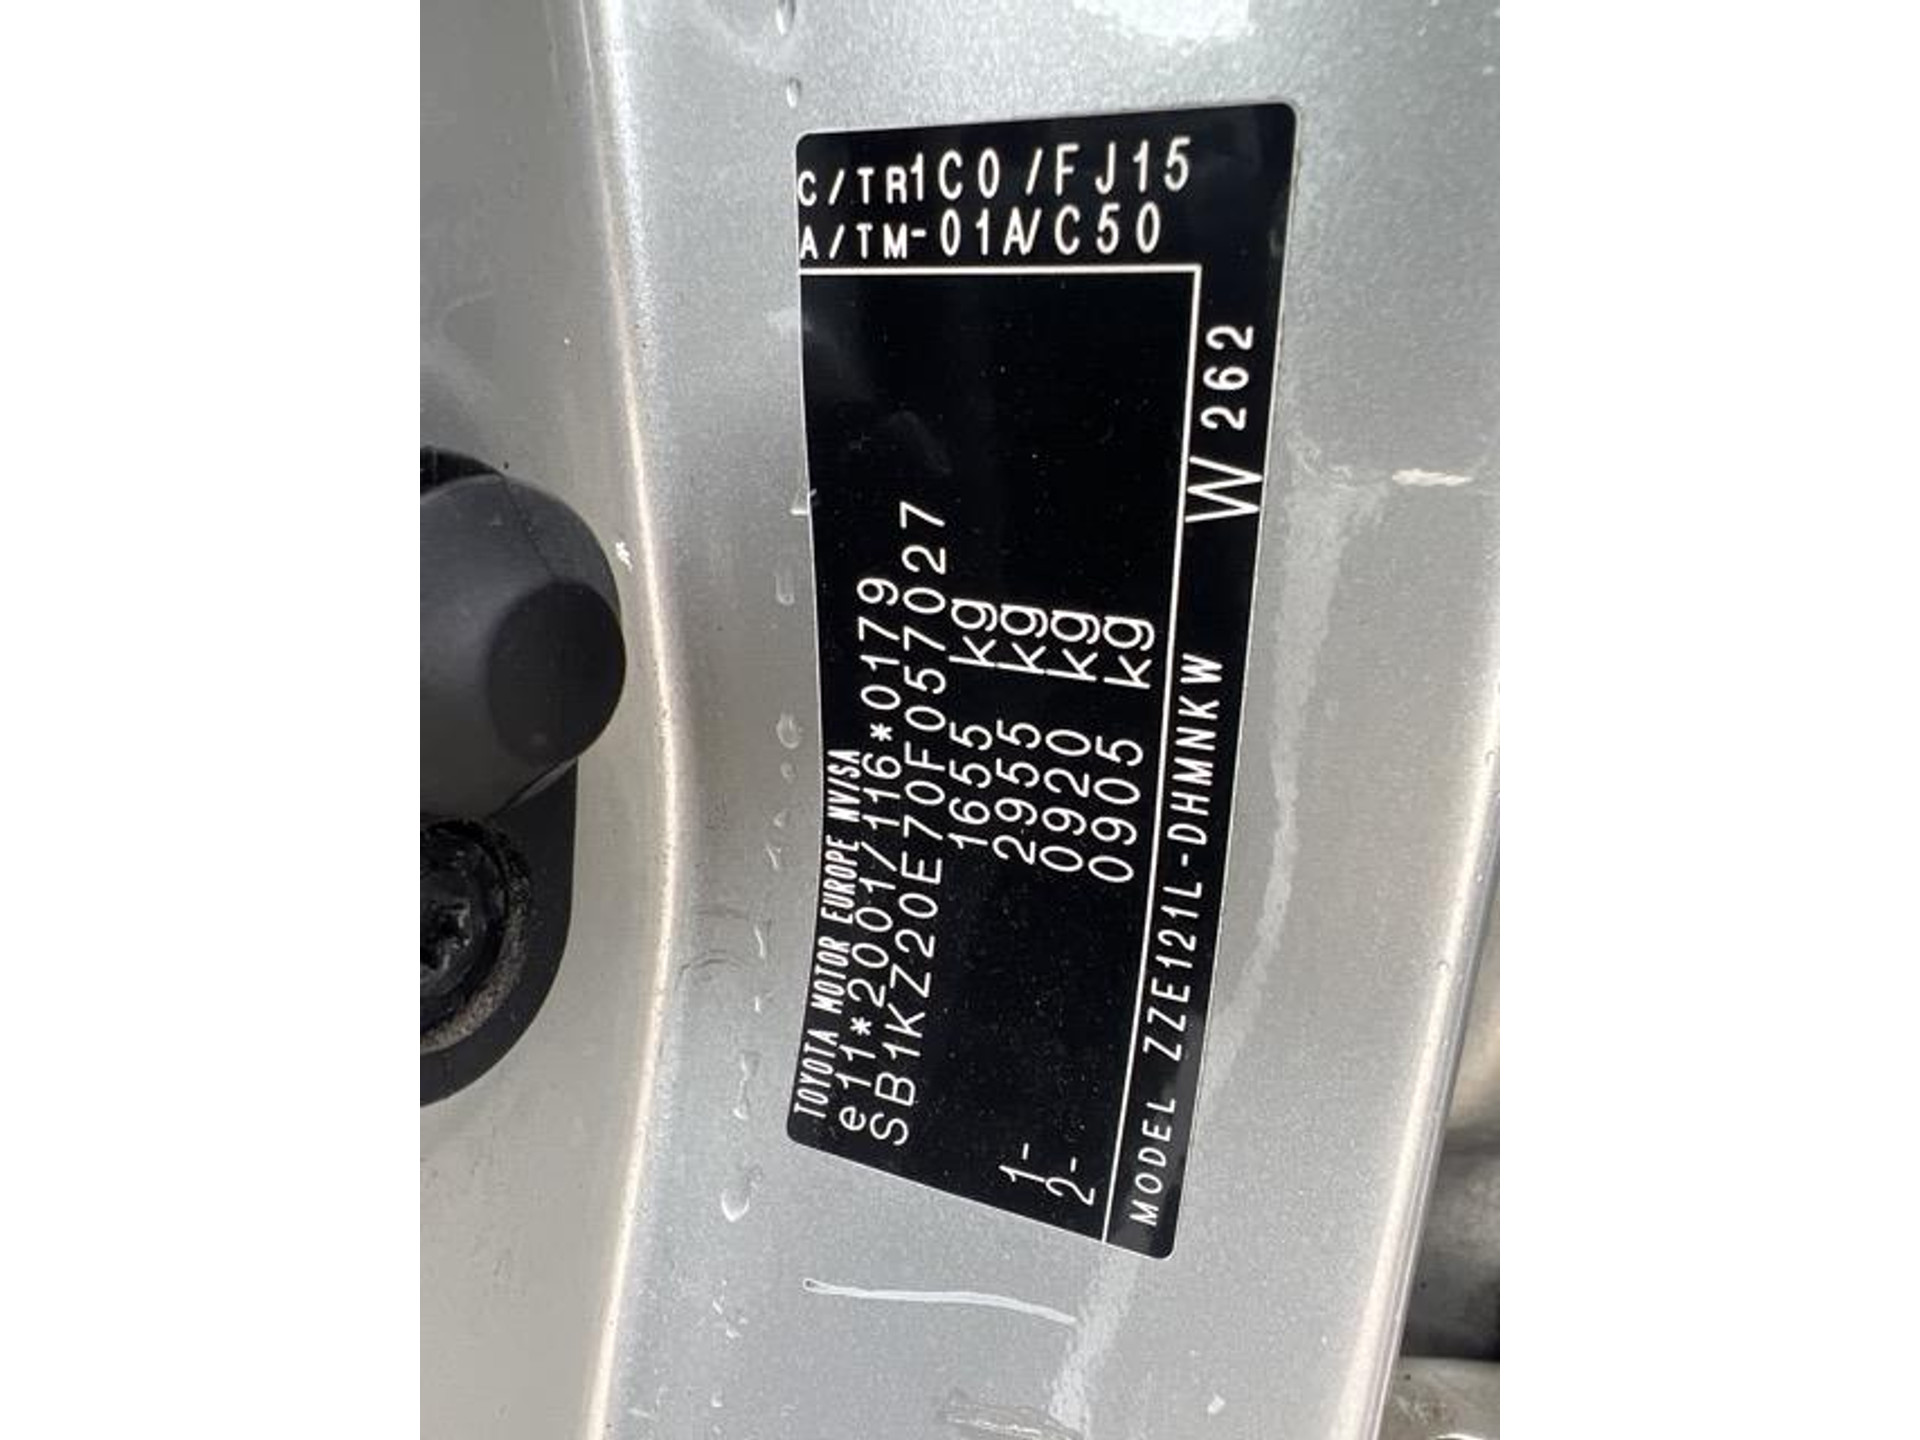 TOYOTA MOTOR EUROPE NV/SA
e11*2001/116*0179
SB1KZ20E70F057027
1655 kg
2955 kg
1- 0920 kg
2- 0905 kg
MODEL ZZE121L-DHMNKW W 262
C/TR1C0 /FJ15
A/TM-01A/C50